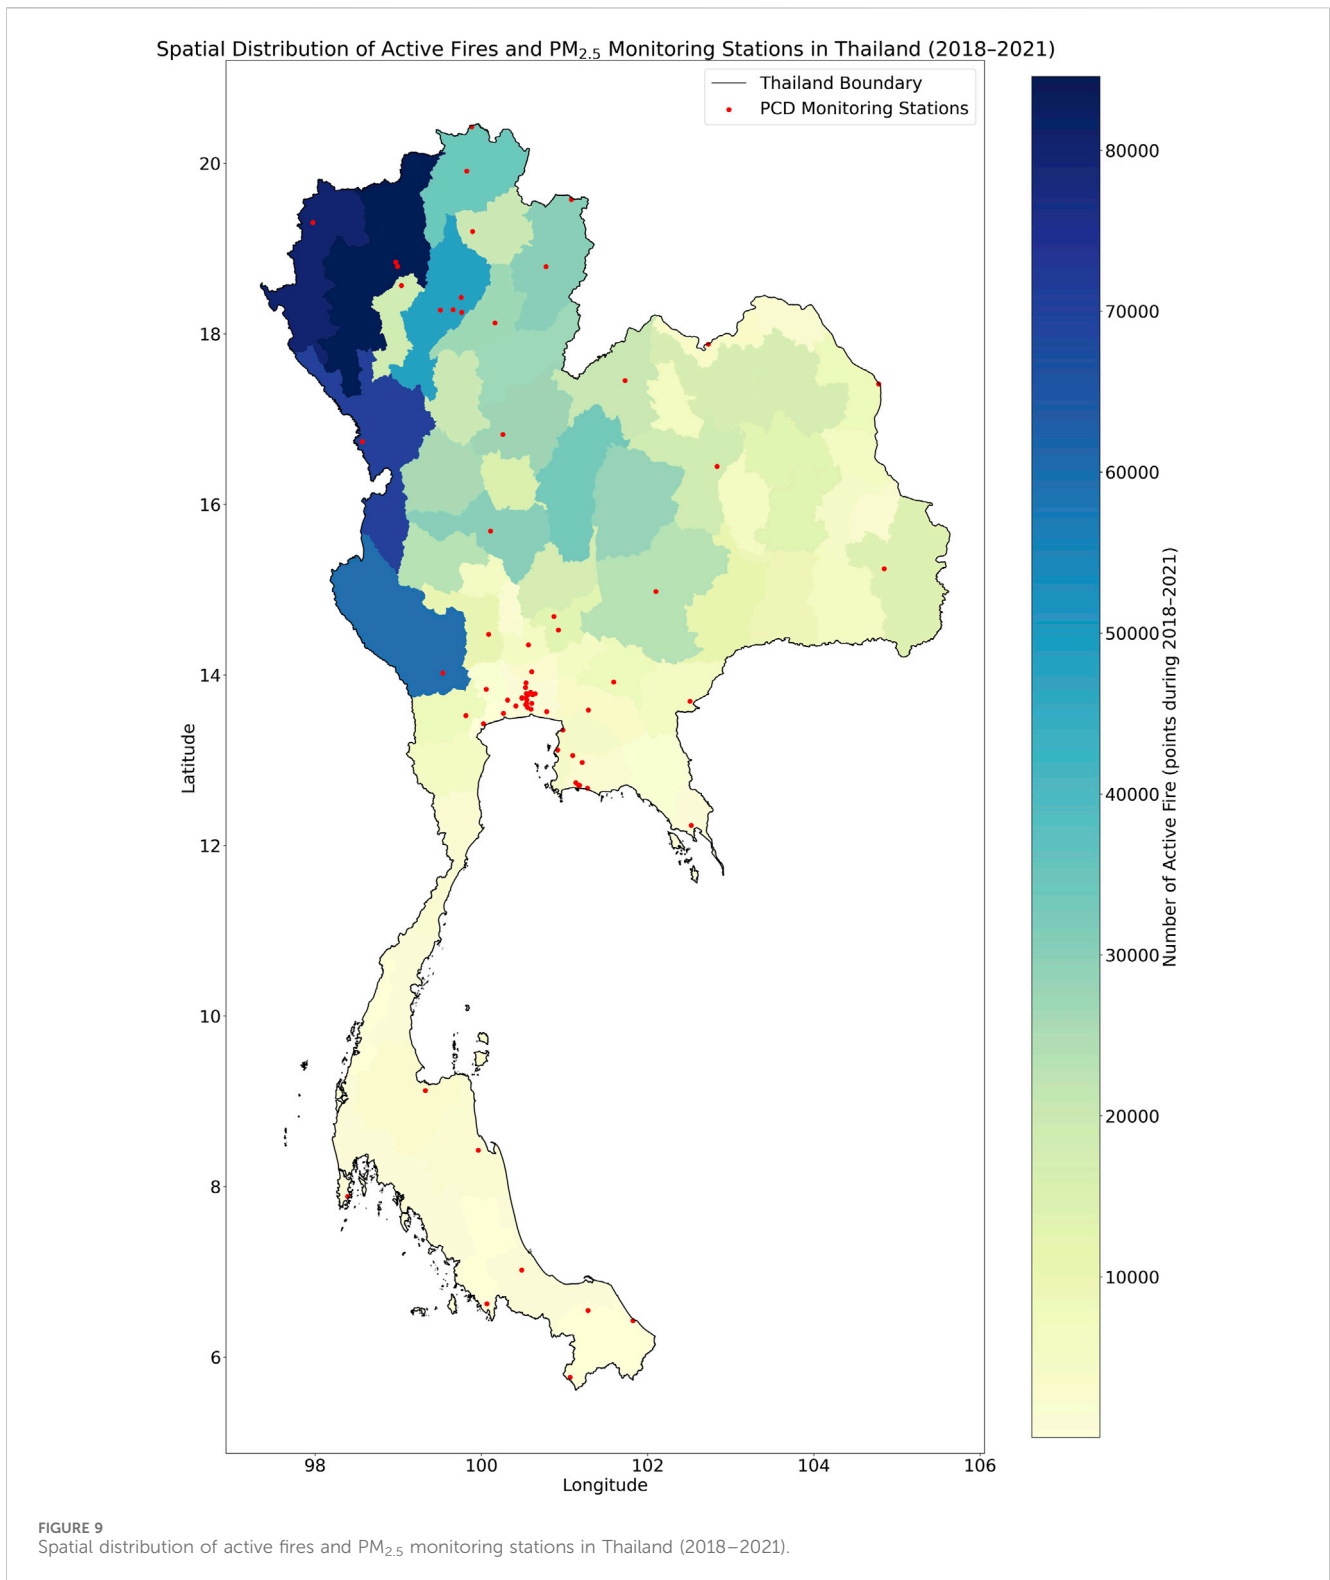 Spatial Distribution of Active Fires and PM2.5 Monitoring Stations in Thailand (2018–2021)
Thailand Boundary
PCD Monitoring Stations
20
18
16
14
12
10
8
6
Latitude
98
100
102
104
106
Longitude
80000
70000
60000
50000
40000
30000
20000
10000
Number of Active Fire (points during 2018–2021)
FIGURE 9
Spatial distribution of active fires and PM2.5 monitoring stations in Thailand (2018–2021).